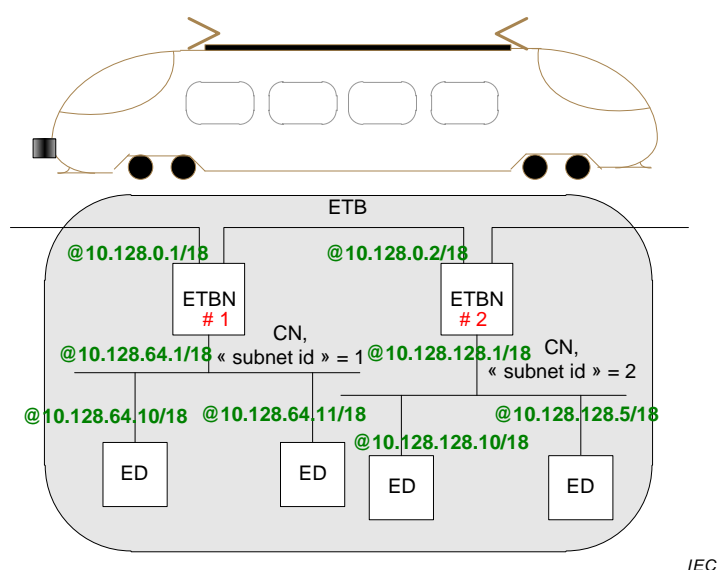 ETB
@10.128.0.1/18
@10.128.0.2/18
ETBN
# 1
ETBN
# 2
CN,
« subnet id » = 1
@10.128.64.1/18
CN,
« subnet id » = 2
@10.128.128.1/18
@10.128.64.10/18
@10.128.64.11/18
@10.128.128.10/18
@10.128.128.5/18
ED
ED
ED
ED
IEC